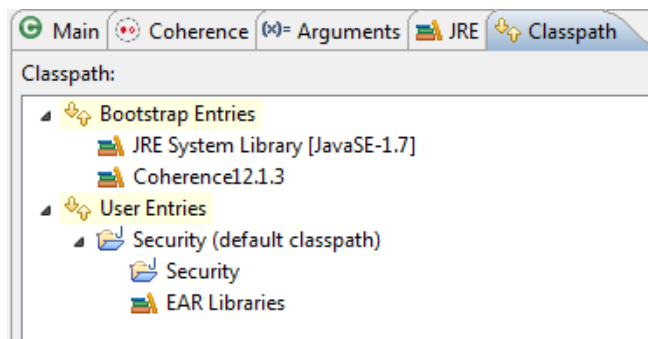 Main Coherence (x)= Arguments JRE Classpath
Classpath:
Bootstrap Entries
JRE System Library [JavaSE-1.7]
Coherence12.1.3
User Entries
Security (default classpath)
Security
EAR Libraries